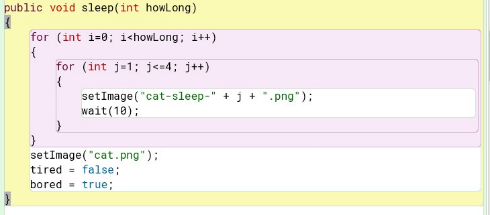 public void sleep(int howLong)
{
for (int i=0; i<howLong; i++)
{
for (int j=1; j<=4; j++)
{
setImage("cat-sleep-" + j + ".png");
wait(10);
}
}
setImage("cat.png");
tired = false;
bored = true;
}